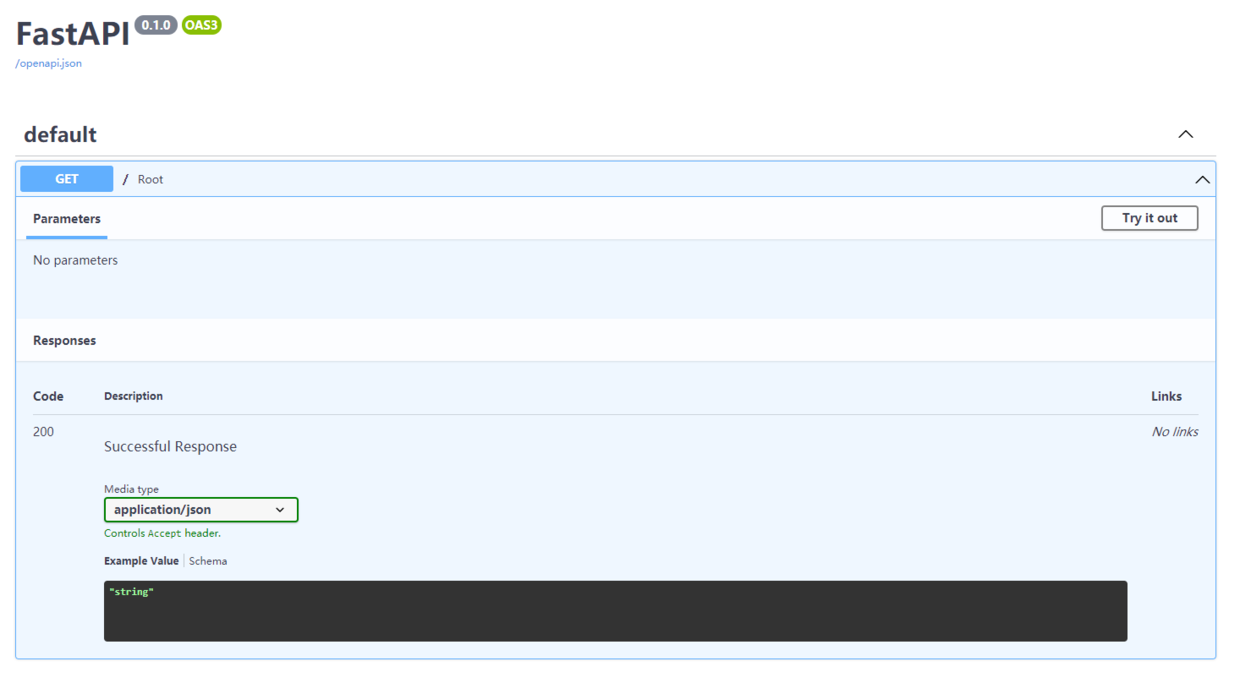 FastAPI 0.1.0 OAS3
/openapi.json
default
GET / Root
Parameters Try it out
No parameters
Responses
Code Description Links
200 Successful Response No links
Media type
application/json
Controls Accept header.
Example Value Schema
"string"